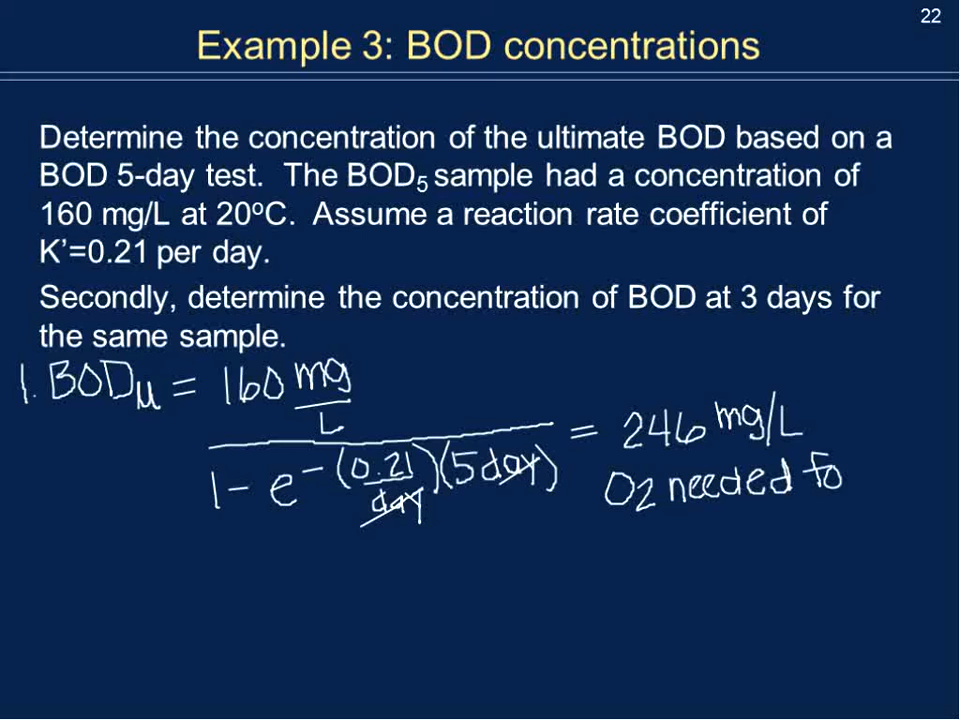 22
Example 3: BOD concentrations
Determine the concentration of the ultimate BOD based on a
BOD 5-day test. The BOD5 sample had a concentration of
160 mg/L at 20oC. Assume a reaction rate coefficient of
K’=0.21 per day.
Secondly, determine the concentration of BOD at 3 days for
the same sample.
1. BODu = 160 mg/L
1 - e -(0.21/day)(5day) = 246 mg/L
O2 needed fo